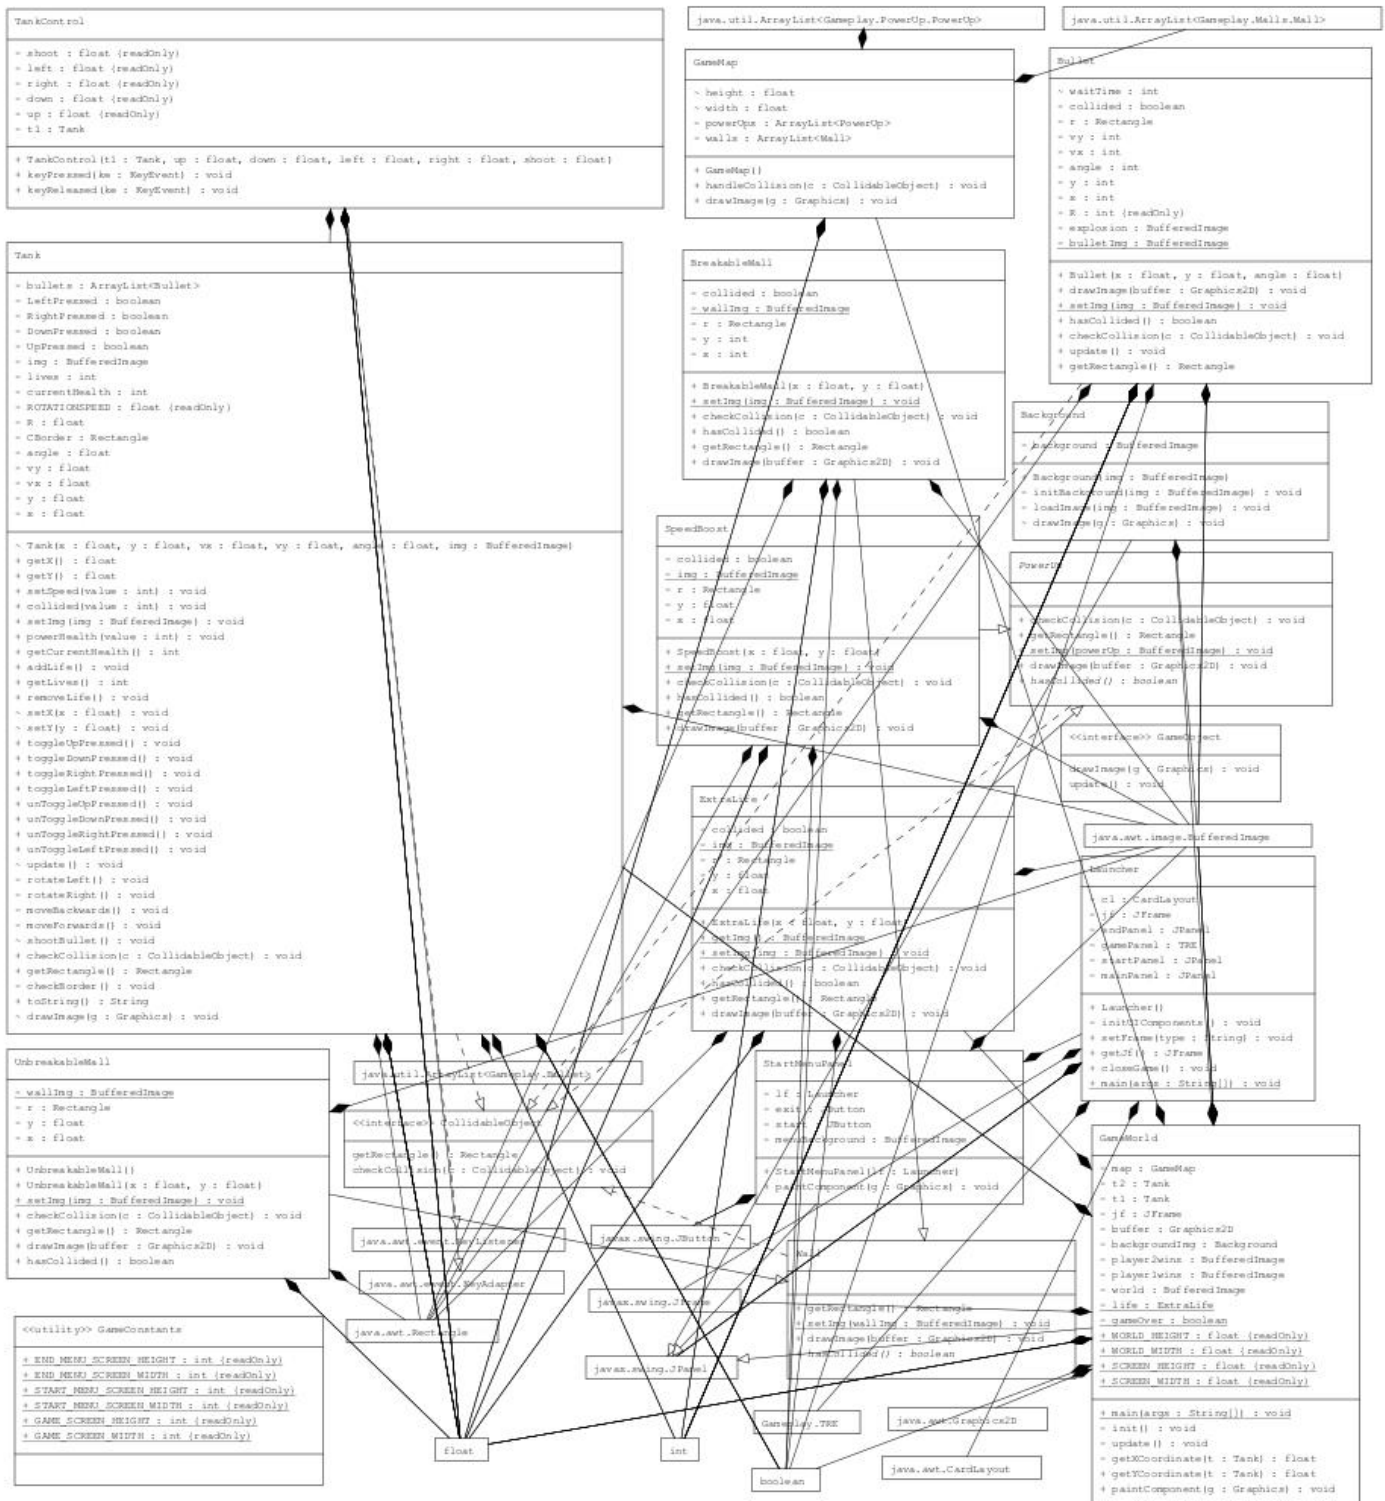 TankControl
- shoot : float {readOnly}
- left : float {readOnly}
- right : float {readOnly}
- down : float {readOnly}
- up : float {readOnly}
- t1 : Tank
+ TankControl(t1 : Tank, up : float, down : float, left : float, right : float, shoot : float)
+ keyPressed(ke : KeyEvent) : void
+ keyReleased(ke : KeyEvent) : void
java.util.ArrayList<Gameplay.PowerUp.PowerUp>
java.util.ArrayList<Gameplay.Walls.Wall>
GameMap
~ height : float
~ width : float
- powerUps : ArrayList<PowerUp>
- walls : ArrayList<Wall>
+ GameMap()
+ handleCollision(c : CollidableObject) : void
+ drawImage(g : Graphics) : void
Bullet
~ waitTime : int
- collided : boolean
- r : Rectangle
- vy : int
- vx : int
- angle : int
- y : int
- x : int
- R : int {readOnly}
- explosion : BufferedImage
- bulletImg : BufferedImage
+ Bullet(x : float, y : float, angle : float)
+ drawImage(buffer : Graphics2D) : void
+ setImg(img : BufferedImage) : void
+ hasCollided() : boolean
+ checkCollision(c : CollidableObject) : void
+ update() : void
+ getRectangle() : Rectangle
Tank
- bullets : ArrayList<Bullet>
- LeftPressed : boolean
- RightPressed : boolean
- DownPressed : boolean
- UpPressed : boolean
- img : BufferedImage
- lives : int
- currentHealth : int
- ROTATIONSPEED : float {readOnly}
- R : float
- CBorder : Rectangle
- angle : float
- vy : float
- vx : float
- y : float
- x : float
~ Tank(x : float, y : float, vx : float, vy : float, angle : float, img : BufferedImage)
+ getX() : float
+ getY() : float
+ setSpeed(value : int) : void
+ collided(value : int) : void
+ setImg(img : BufferedImage) : void
+ powerHealth(value : int) : void
+ getCurrentHealth() : int
+ addLife() : void
+ getLives() : int
+ removeLife() : void
~ setX(x : float) : void
~ setY(y : float) : void
+ toggleUpPressed() : void
+ toggleDownPressed() : void
+ toggleRightPressed() : void
+ toggleLeftPressed() : void
+ unToggleUpPressed() : void
+ unToggleDownPressed() : void
+ unToggleRightPressed() : void
+ unToggleLeftPressed() : void
~ update() : void
- rotateLeft() : void
- rotateRight() : void
- moveBackwards() : void
- moveForwards() : void
~ shootBullet() : void
+ checkCollision(c : CollidableObject) : void
+ getRectangle() : Rectangle
- checkBorder() : void
+ toString() : String
~ drawImage(g : Graphics) : void
BreakableWall
- collided : boolean
- wallImg : BufferedImage
- r : Rectangle
- y : int
- x : int
+ BreakableWall(x : float, y : float)
+ setImg(img : BufferedImage) : void
+ checkCollision(c : CollidableObject) : void
+ hasCollided() : boolean
+ getRectangle() : Rectangle
+ drawImage(buffer : Graphics2D) : void
Background
- background : BufferedImage
+ Background(img : BufferedImage)
- initBackground(img : BufferedImage) : void
- loadImage(img : BufferedImage) : void
~ drawImage(g : Graphics) : void
SpeedBoost
- collided : boolean
- img : BufferedImage
- r : Rectangle
- y : float
- x : float
+ SpeedBoost(x : float, y : float)
+ setImg(img : BufferedImage) : void
+ checkCollision(c : CollidableObject) : void
+ hasCollided() : boolean
+ getRectangle() : Rectangle
+ drawImage(buffer : Graphics2D) : void
PowerUp
+ checkCollision(c : CollidableObject) : void
+ getRectangle() : Rectangle
+ setImg(powerUp : BufferedImage) : void
+ drawImage(buffer : Graphics2D) : void
+ hasCollided() : boolean
<<interface>> GameObject
drawImage(g : Graphics) : void
update() : void
java.awt.image.BufferedImage
ExtraLife
- collided : boolean
- img : BufferedImage
- r : Rectangle
- y : float
- x : float
+ ExtraLife(x : float, y : float)
+ getImg() : BufferedImage
+ setImg(img : BufferedImage) : void
+ checkCollision(c : CollidableObject) : void
+ hasCollided() : boolean
+ getRectangle() : Rectangle
+ drawImage(buffer : Graphics2D) : void
Launcher
- cl : CardLayout
- jf : JFrame
- endPanel : JPanel
- gamePanel : TRE
- startPanel : JPanel
- mainPanel : JPanel
+ Launcher()
- initUIComponents() : void
+ setFrame(type : String) : void
+ getJf() : JFrame
+ closeGame() : void
+ main(args : String[]) : void
UnbreakableWall
- wallImg : BufferedImage
- r : Rectangle
- y : float
- x : float
+ UnbreakableWall()
+ UnbreakableWall(x : float, y : float)
+ setImg(img : BufferedImage) : void
+ checkCollision(c : CollidableObject) : void
+ getRectangle() : Rectangle
+ drawImage(buffer : Graphics2D) : void
+ hasCollided() : boolean
java.util.ArrayList<Gameplay.Bullet>
<<interface>> CollidableObject
getRectangle() : Rectangle
checkCollision(c : CollidableObject) : void
StartMenuPanel
- lf : Launcher
- exit : JButton
- start : JButton
- menuBackground : BufferedImage
+ StartMenuPanel(lf : Launcher)
+ paintComponent(g : Graphics) : void
java.awt.event.KeyListener
java.awt.event.KeyAdapter
java.awt.Rectangle
javax.swing.JButton
javax.swing.JFrame
javax.swing.JPanel
Wall
+ getRectangle() : Rectangle
+ setImg(wallImg : BufferedImage) : void
+ drawImage(buffer : Graphics2D) : void
+ hasCollided() : boolean
GameWorld
- map : GameMap
- t2 : Tank
- t1 : Tank
- jf : JFrame
- buffer : Graphics2D
- backgroundImg : Background
- player2wins : BufferedImage
- player1wins : BufferedImage
- world : BufferedImage
- life : ExtraLife
- gameOver : boolean
+ WORLD_HEIGHT : float {readOnly}
+ WORLD_WIDTH : float {readOnly}
+ SCREEN_HEIGHT : float {readOnly}
+ SCREEN_WIDTH : float {readOnly}
+ main(args : String[]) : void
- init() : void
- update() : void
- getXCoordinate(t : Tank) : float
+ getYCoordinate(t : Tank) : float
+ paintComponent(g : Graphics) : void
<<utility>> GameConstants
+ END_MENU_SCREEN_HEIGHT : int {readOnly}
+ END_MENU_SCREEN_WIDTH : int {readOnly}
+ START_MENU_SCREEN_HEIGHT : int {readOnly}
+ START_MENU_SCREEN_WIDTH : int {readOnly}
+ GAME_SCREEN_HEIGHT : int {readOnly}
+ GAME_SCREEN_WIDTH : int {readOnly}
float
int
Gameplay.TRE
boolean
java.awt.Graphics2D
java.awt.CardLayout